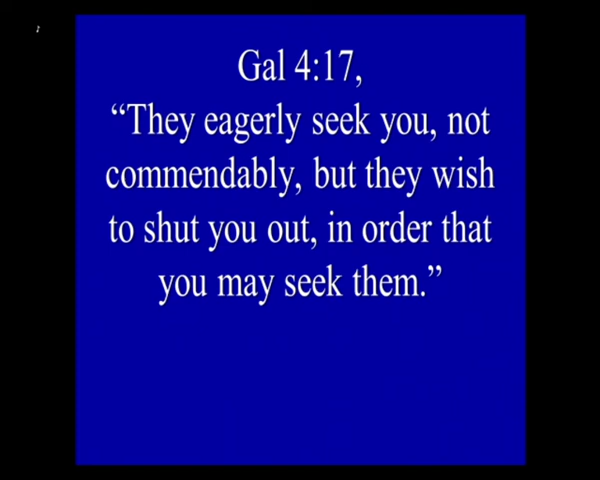 Gal 4:17,
“They eagerly seek you, not
commendably, but they wish
to shut you out, in order that
you may seek them.”